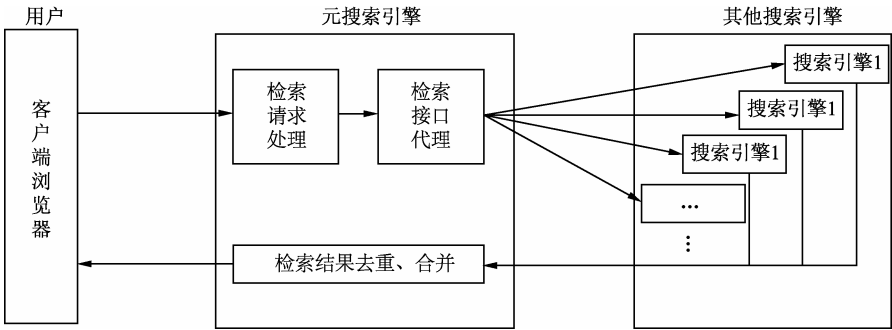 用户
元搜索引擎
其他搜索引擎
客户端浏览器
检索
请求
处理
检索
接口
代理
搜索引擎1
搜索引擎1
搜索引擎1
…
⋮
检索结果去重、合并